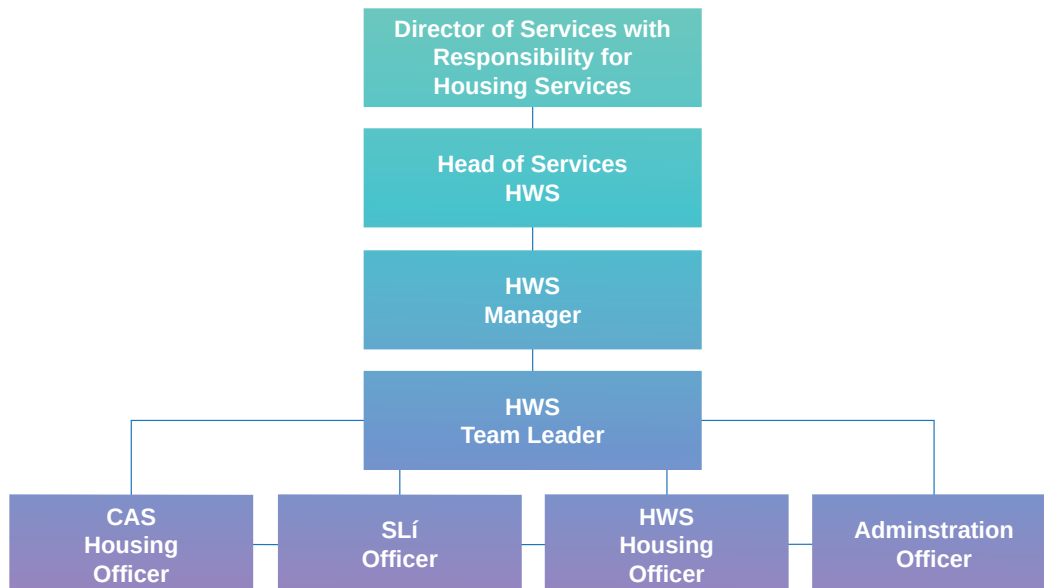 Director of Services with
Responsibility for
Housing Services
Head of Services
HWS
HWS
Manager
HWS
Team Leader
CAS
Housing
Officer
SLí
Officer
HWS
Housing
Officer
Adminstration
Officer